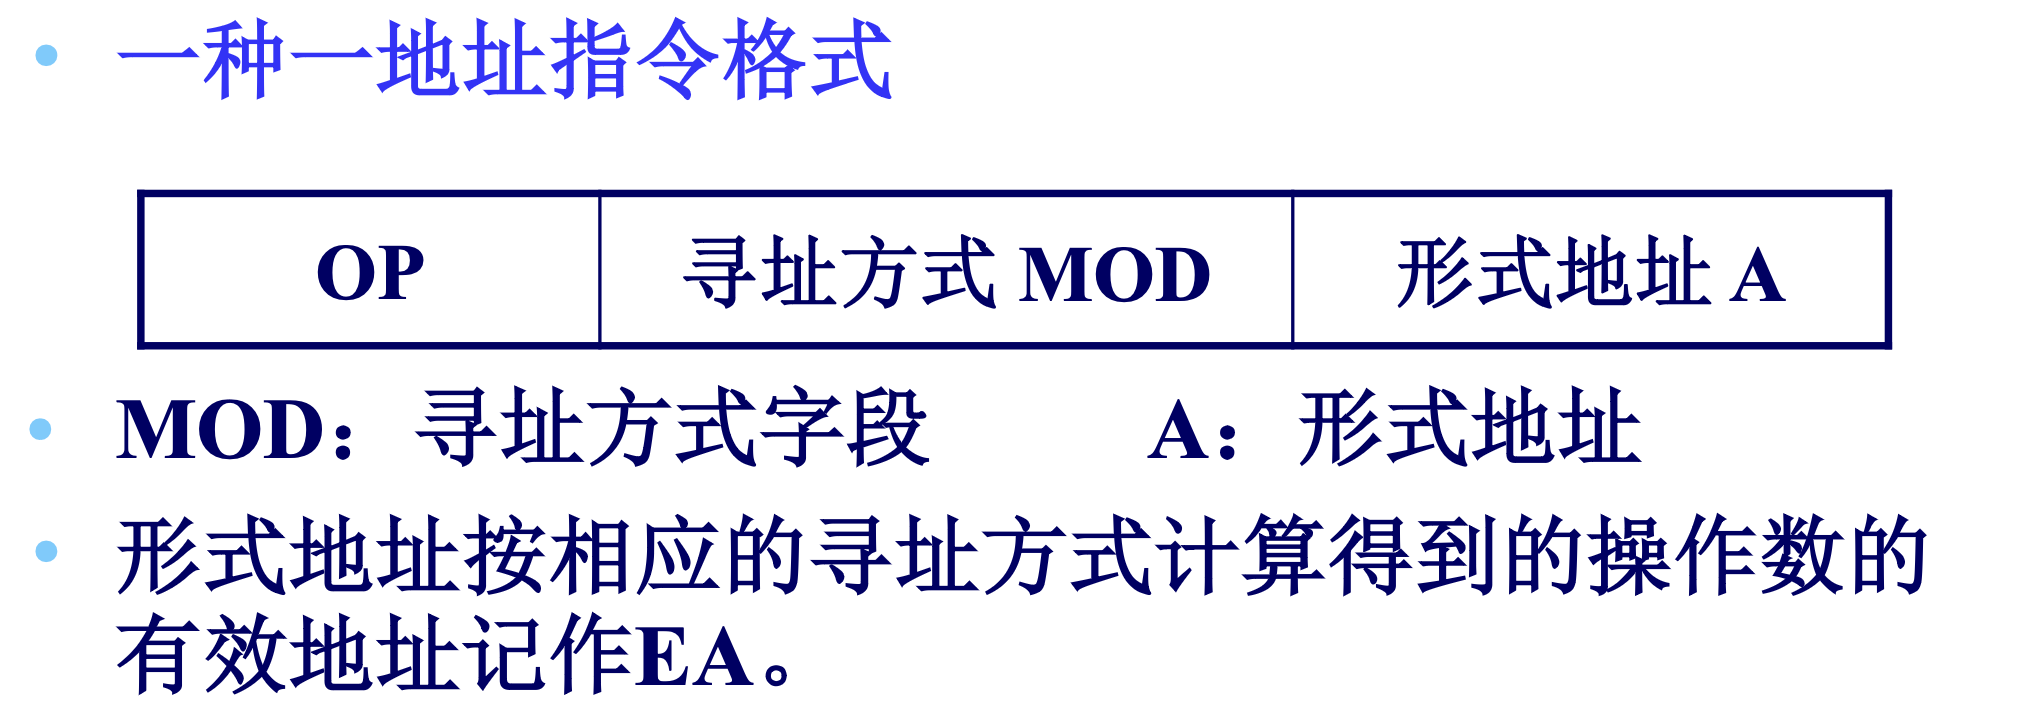 • 一种一地址指令格式
OP 寻址方式 MOD 形式地址 A
• MOD：寻址方式字段 A：形式地址
• 形式地址按相应的寻址方式计算得到的操作数的
有效地址记作EA。